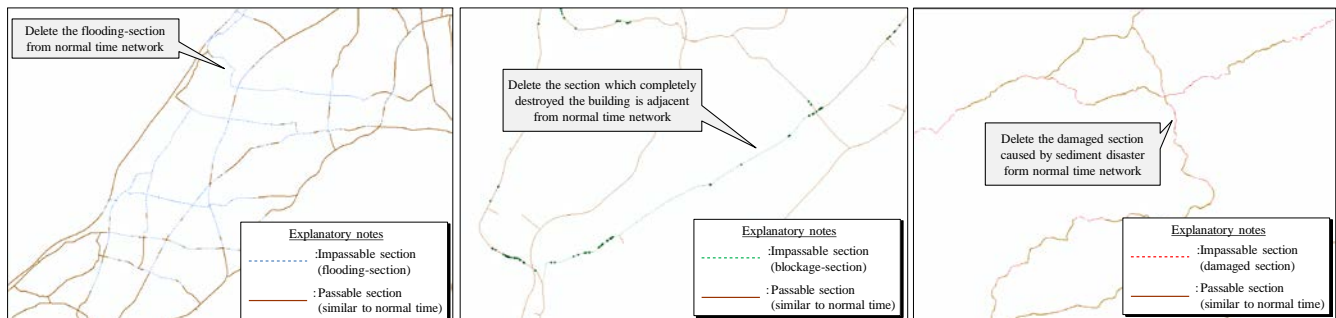 Delete the flooding-section
from normal time network
Explanatory notes
:Impassable section
(flooding-section)
:Passable section
(similar to normal time)
Delete the section which completely
destroyed the building is adjacent
from normal time network
Explanatory notes
:Impassable section
(blockage-section)
:Passable section
(similar to normal time)
Delete the damaged section
caused by sediment disaster
form normal time network
Explanatory notes
:Impassable section
(damaged section)
:Passable section
(similar to normal time)